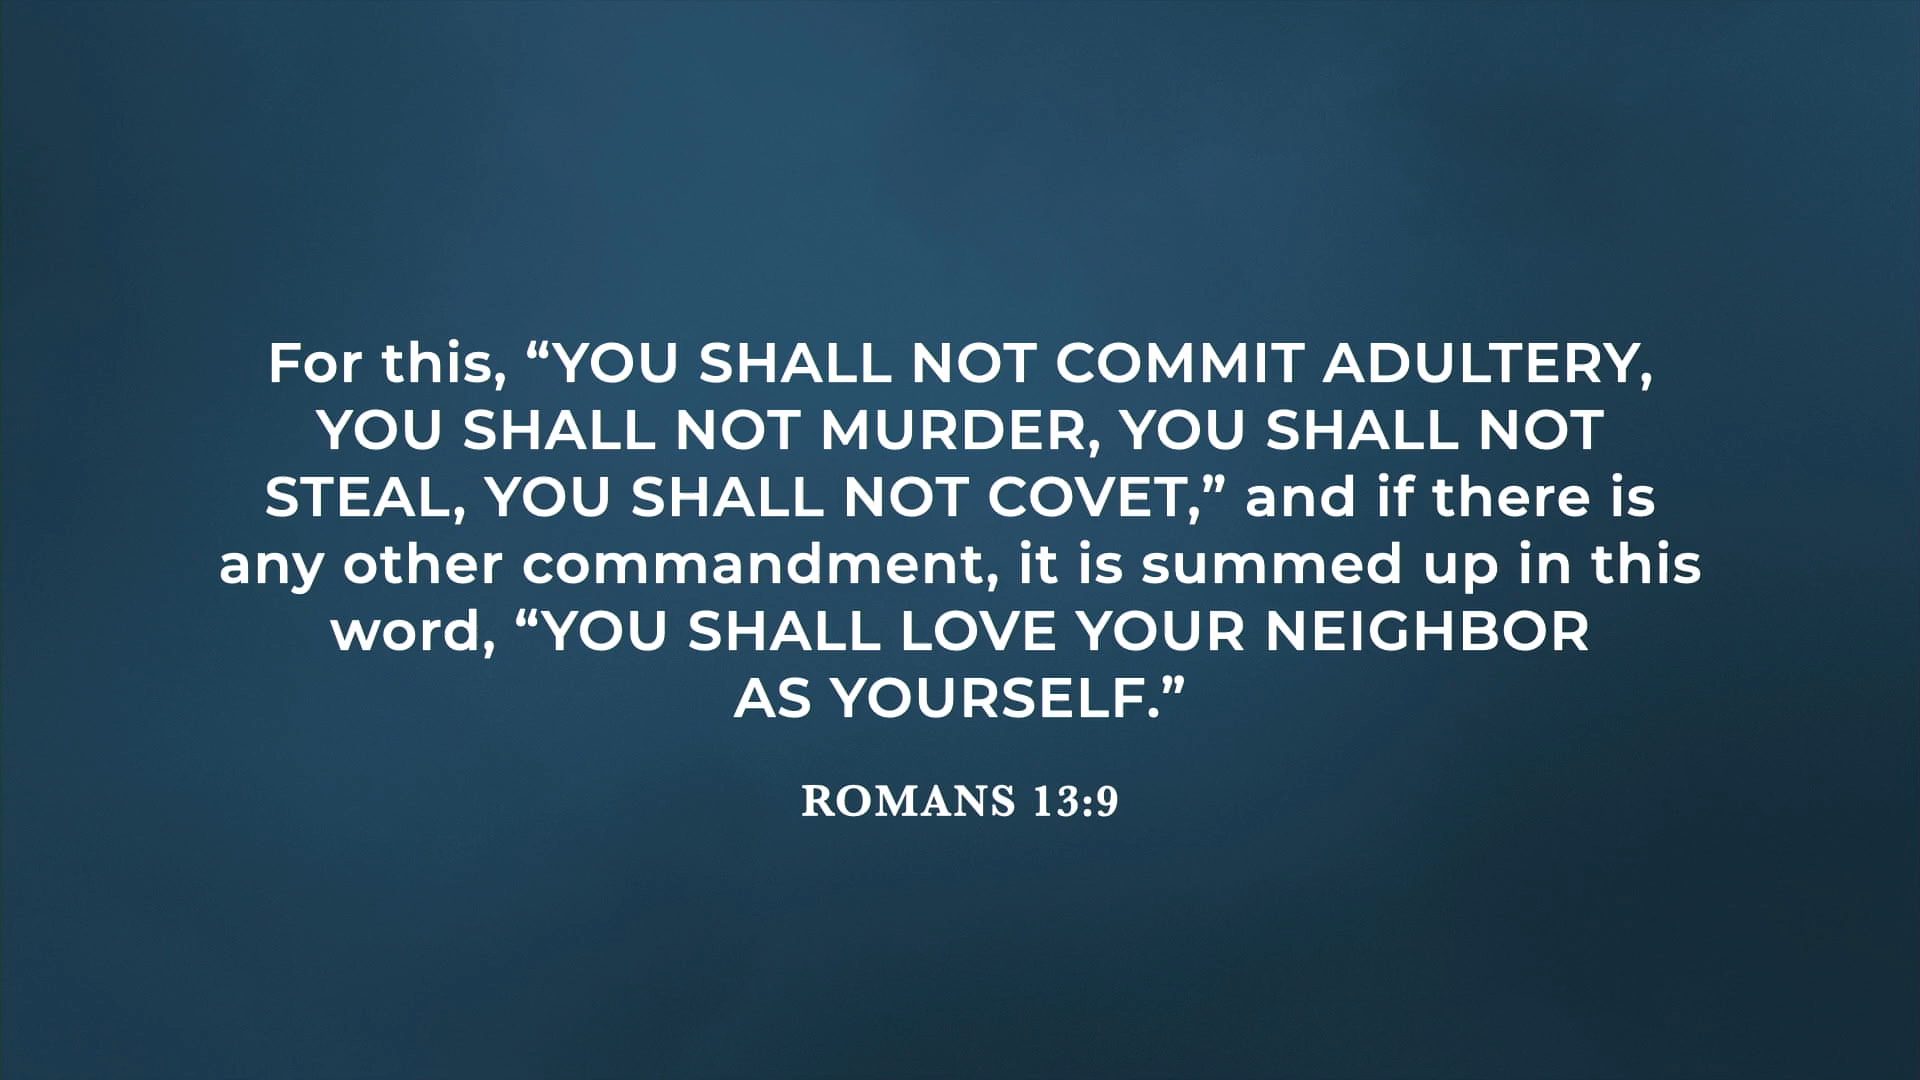 For this, “YOU SHALL NOT COMMIT ADULTERY,
YOU SHALL NOT MURDER, YOU SHALL NOT
STEAL, YOU SHALL NOT COVET,” and if there is
any other commandment, it is summed up in this
word, “YOU SHALL LOVE YOUR NEIGHBOR
AS YOURSELF.”
ROMANS 13:9